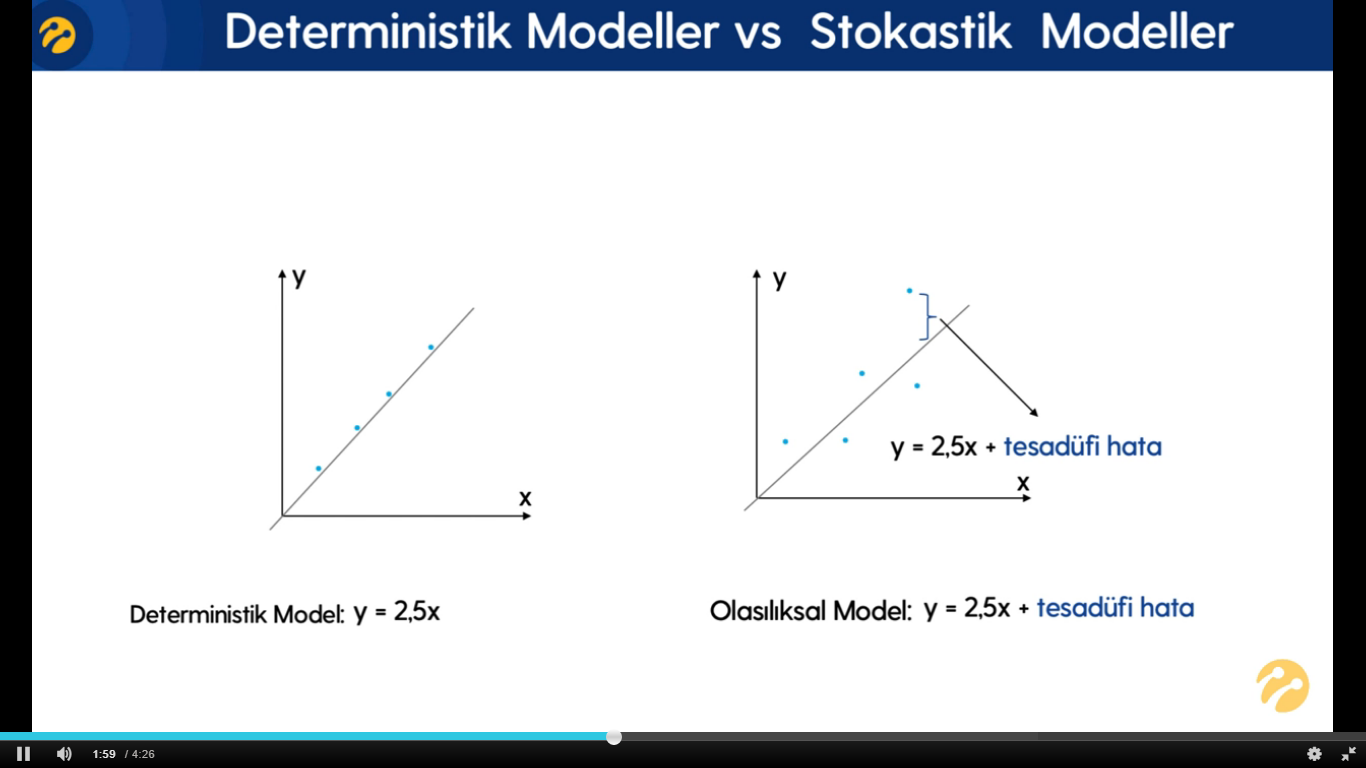 Deterministik Modeller vs Stokastik Modeller
y
x
y
y = 2,5x + tesadüfi hata
x
Deterministik Model: y = 2,5x
Olasılıksal Model: y = 2,5x + tesadüfi hata
1:59 / 4:26